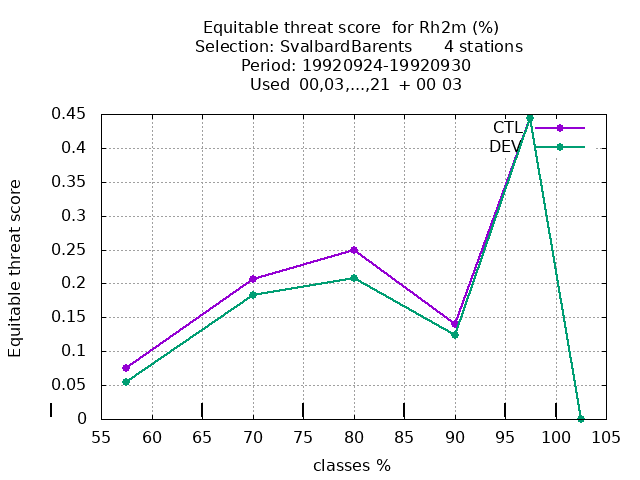 Equitable threat score  for Rh2m (%)
Selection: SvalbardBarents      4 stations
Period: 19920924-19920930
Used  00,03,...,21  + 00 03
CTL
DEV
0.45
0.4
0.35
0.3
0.25
0.2
0.15
0.1
0.05
0
Equitable threat score
55 60 65 70 75 80 85 90 95 100 105
classes %